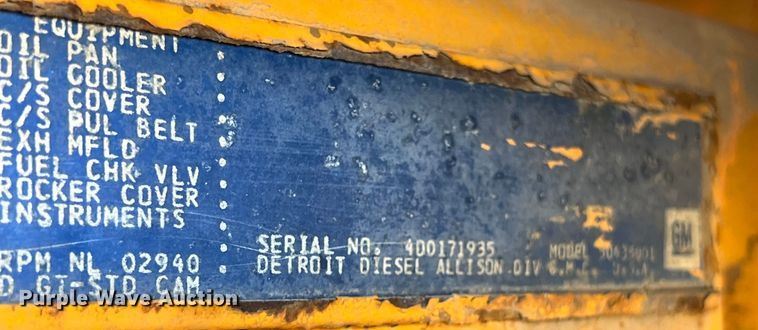 EQUIPMENT
OIL PAN
OIL COOLER
C/S COVER
C/S PUL BELT
EXH MFLD
FUEL CHK VLV
ROCKER COVER
INSTRUMENTS
RPM NL 02940
D GT-STD CAM
SERIAL NO. 4D0171935 MODEL
DETROIT DIESEL ALLISON DIV G.M.C. U.S.A.
GM
Purple Wave Auction